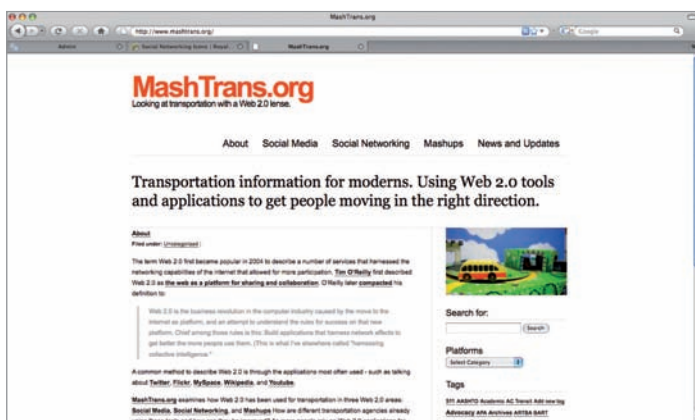 MashTrans.org
http://www.mashtrans.org/
Google
Admin
Social Networking Icons | Royal...
MashTrans.org
MashTrans.org
Looking at transportation with a Web 2.0 lense.
About Social Media Social Networking Mashups News and Updates
Transportation information for moderns. Using Web 2.0 tools
and applications to get people moving in the right direction.
About
Filed under: Uncategorised |
The term Web 2.0 first became popular in 2004 to describe a number of services that harnessed the
networking capabilities of the internet that allowed for more participation. Tim O'Reilly first described
Web 2.0 as the web as a platform for sharing and collaboration. O'Reilly later compacted his
definition to:
Web 2.0 is the business revolution in the computer industry caused by the move to the
internet as platform, and an attempt to understand the rules for success on that new
platform. Chief among those rules is this: Build applications that harness network effects to
get better the more people use them. (This is what I've elsewhere called "harnessing
collective intelligence."
A common method to describe Web 2.0 is through the applications most often used - such as talking
about Twitter, Flickr, MySpace, Wikipedia, and Youtube.
MashTrans.org examines how Web 2.0 has been used for transportation in three Web 2.0 areas:
Social Media, Social Networking, and Mashups How are different transportation agencies already
Search for:
Search
Platforms
Select Category
Tags
511 AASHTO Academic AC Transit Add new tag
Advocacy APA Archives ARTBA BART